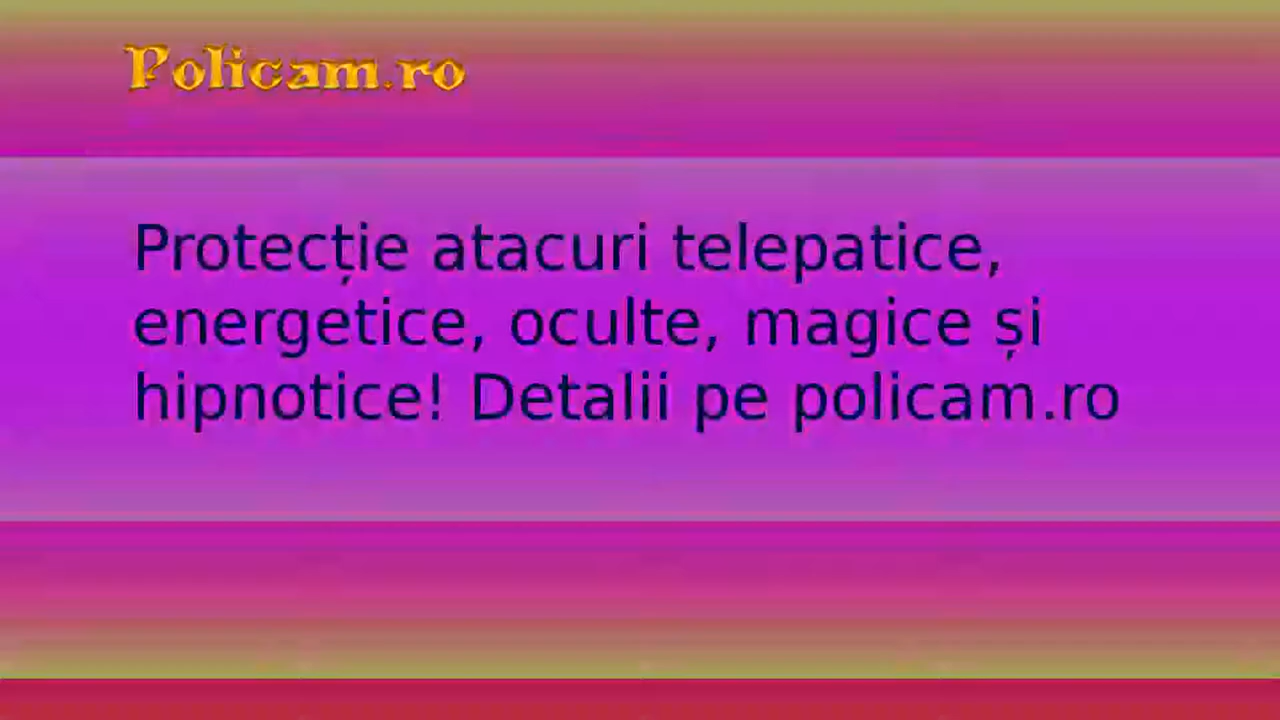 Policam.ro
Protecție atacuri telepatice,
energetice, oculte, magice și
hipnotice! Detalii pe policam.ro